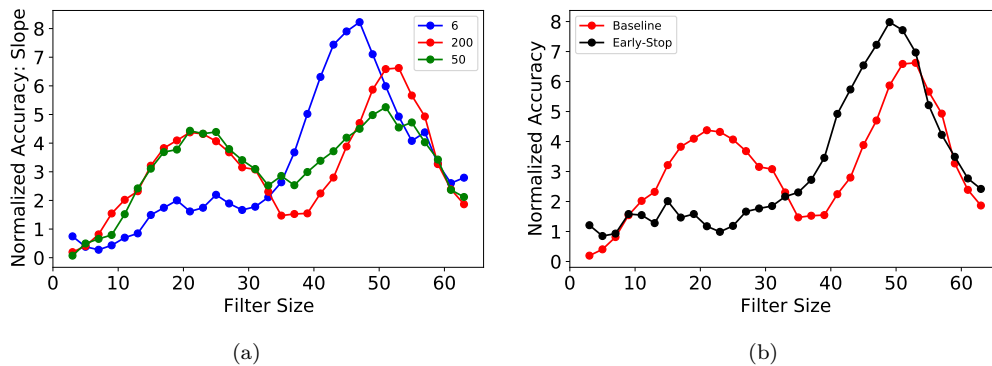 Normalized Accuracy: Slope
8
7
6
5
4
3
2
1
0
6
200
50
0 10 20 30 40 50 60
Filter Size
(a)
Normalized Accuracy
8
7
6
5
4
3
2
1
0
Baseline
Early-Stop
0 10 20 30 40 50 60
Filter Size
(b)